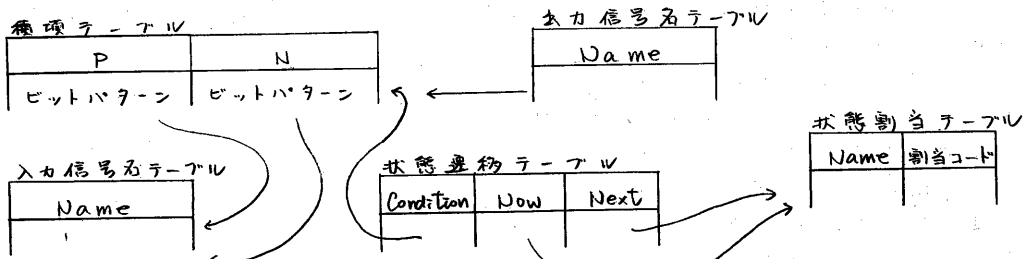 種項テーブル
P N
ビットパターン ビットパターン
出力信号名テーブル
Name
状態割当テーブル
Name 割当コード
入力信号名テーブル
Name
状態遷移テーブル
Condition Now Next